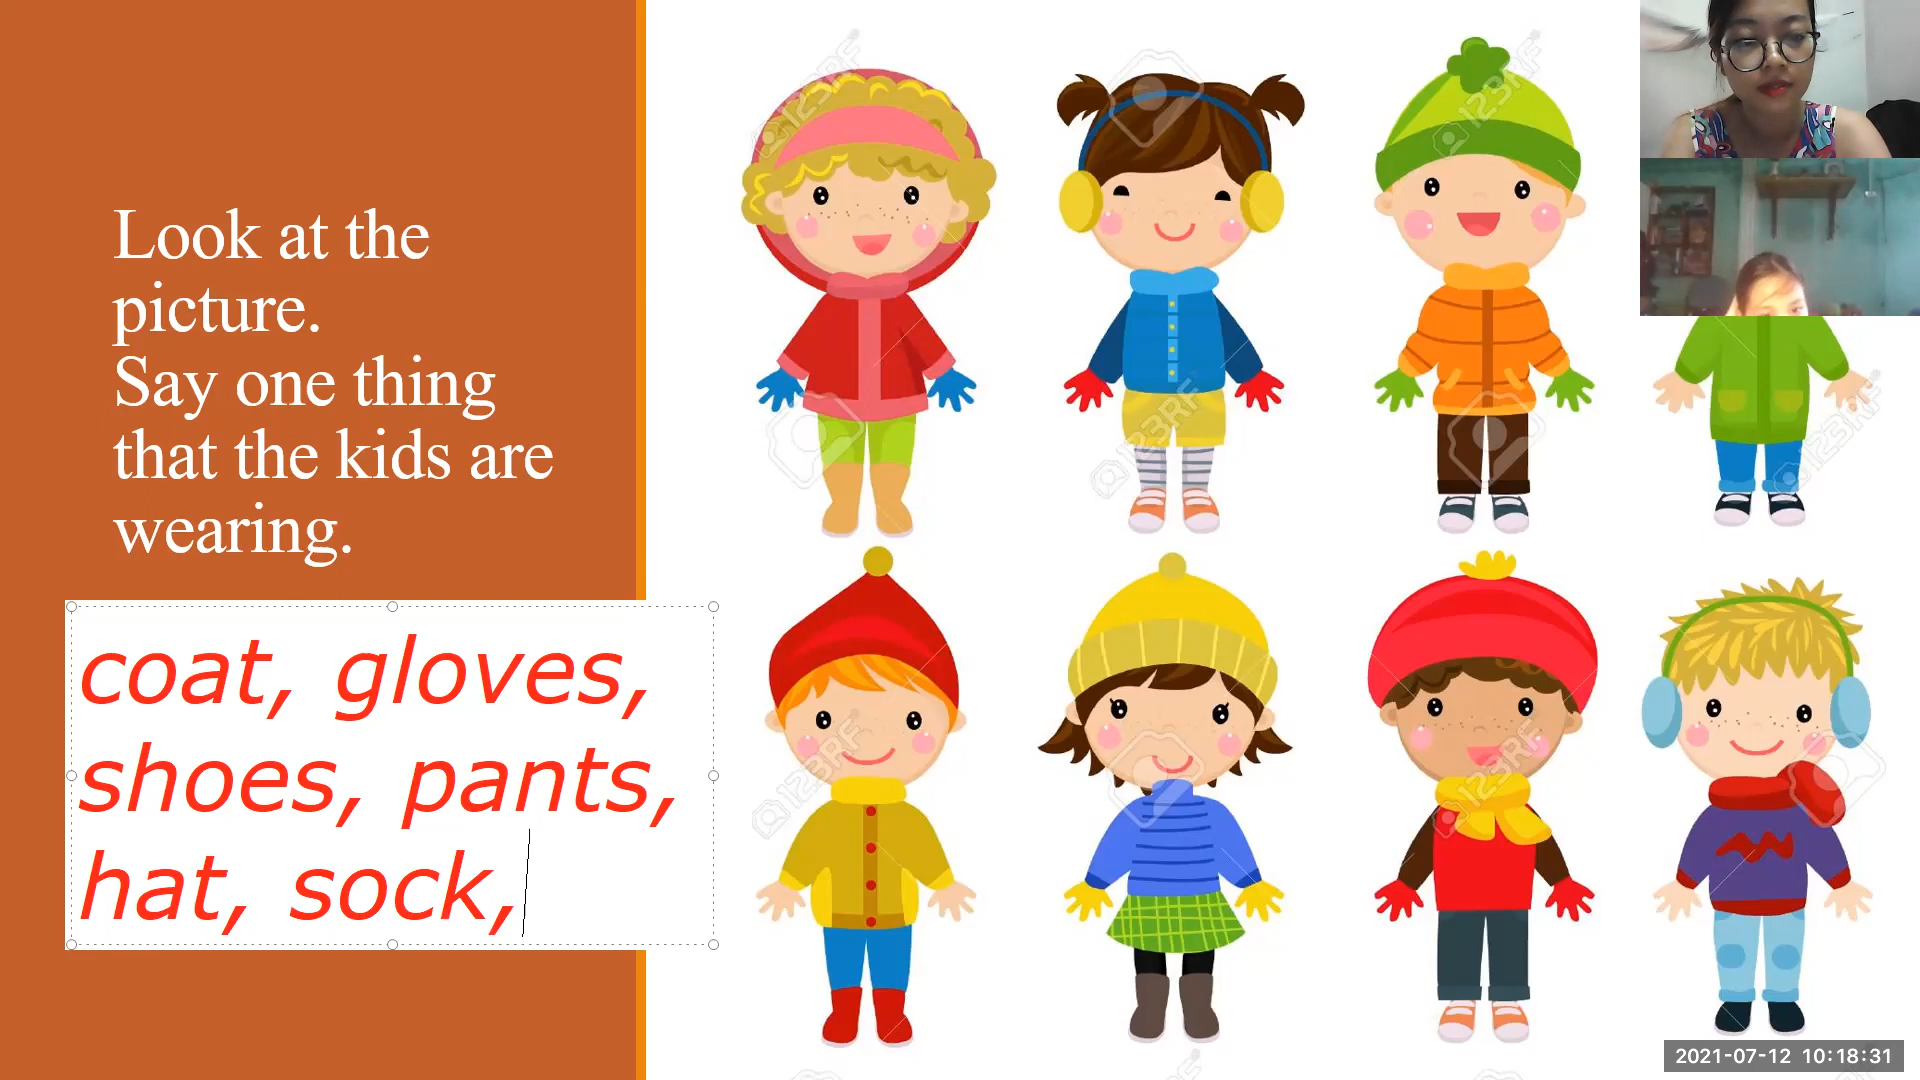 Look at the
picture.
Say one thing
that the kids are
wearing.
coat, gloves,
shoes, pants,
hat, sock,
123RF
2021-07-12 10:18:31